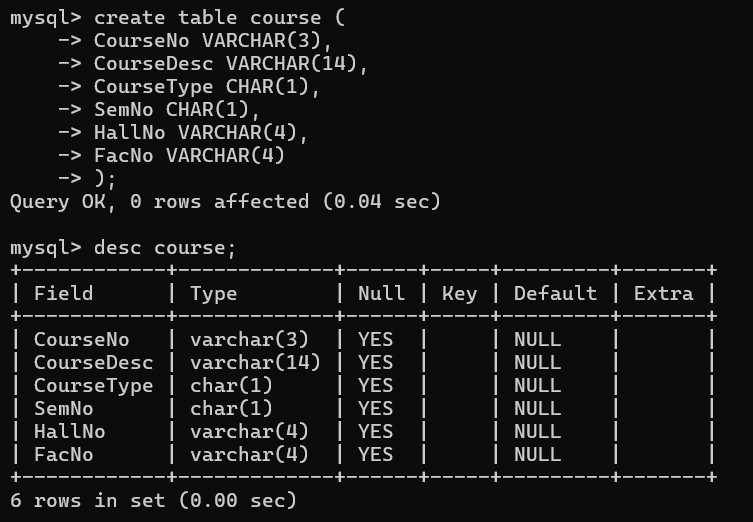 mysql> create table course (
    -> CourseNo VARCHAR(3),
    -> CourseDesc VARCHAR(14),
    -> CourseType CHAR(1),
    -> SemNo CHAR(1),
    -> HallNo VARCHAR(4),
    -> FacNo VARCHAR(4)
    -> );
Query OK, 0 rows affected (0.04 sec)

mysql> desc course;
+------------+-------------+------+-----+---------+-------+
| Field      | Type        | Null | Key | Default | Extra |
+------------+-------------+------+-----+---------+-------+
| CourseNo   | varchar(3)  | YES  |     | NULL    |       |
| CourseDesc | varchar(14) | YES  |     | NULL    |       |
| CourseType | char(1)     | YES  |     | NULL    |       |
| SemNo      | char(1)     | YES  |     | NULL    |       |
| HallNo     | varchar(4)  | YES  |     | NULL    |       |
| FacNo      | varchar(4)  | YES  |     | NULL    |       |
+------------+-------------+------+-----+---------+-------+
6 rows in set (0.00 sec)